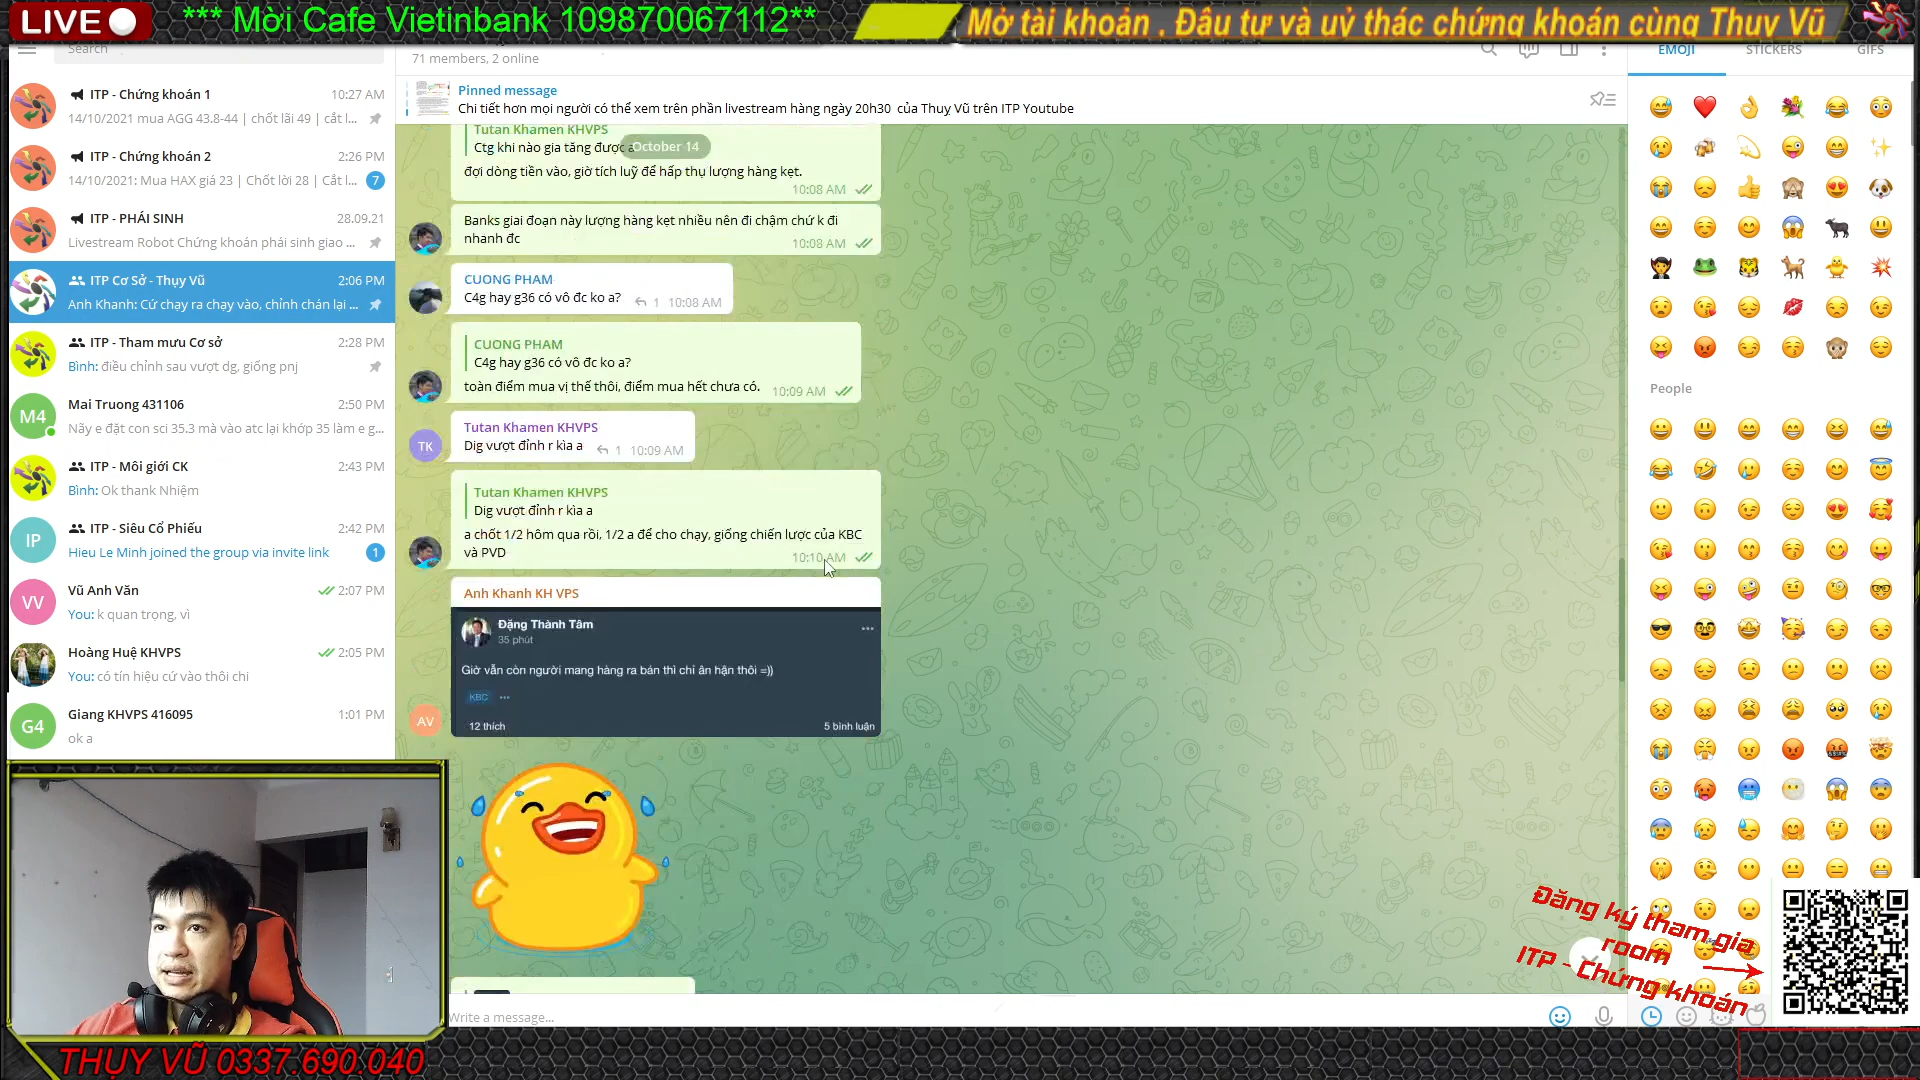 LIVE
*** Mời Cafe Vietinbank 109870067112**
Mở tài khoản . Đầu tư và uỷ thác chứng khoán cùng Thuỵ Vũ
Search
ITP - Chứng khoán 1
10:27 AM
14/10/2021 mua AGG 43.8-44 | chốt lãi 49 | cắt l...
ITP - Chứng khoán 2
2:26 PM
14/10/2021: Mua HAX giá 23 | Chốt lời 28 | Cắt l...
7
ITP - PHÁI SINH
28.09.21
Livestream Robot Chứng khoán phái sinh giao ...
ITP Cơ Sở - Thụy Vũ
2:06 PM
Anh Khanh: Cứ chạy ra chạy vào, chỉnh chán lại ...
ITP - Tham mưu Cơ sở
2:28 PM
Bình: điều chỉnh sau vượt dg, giống pnj
M4
Mai Truong 431106
2:50 PM
Nãy e đặt con sci 35.3 mà vào atc lại khớp 35 làm e g...
ITP - Môi giới CK
2:43 PM
Bình: Ok thank Nhiệm
IP
ITP - Siêu Cổ Phiếu
2:42 PM
Hieu Le Minh joined the group via invite link
1
VV
Vũ Anh Văn
2:07 PM
You: k quan trọng, vì
Hoàng Huệ KHVPS
2:05 PM
You: có tín hiệu cứ vào thôi chi
G4
Giang KHVPS 416095
1:01 PM
ok a
71 members, 2 online
Pinned message
Chi tiết hơn mọi người có thể xem trên phần livestream hàng ngày 20h30 của Thuỵ Vũ trên ITP Youtube
October 14
Tutan Khamen KHVPS
Ctg khi nào gia tăng được a
đợi dòng tiền vào, giờ tích luỹ để hấp thụ lượng hàng kẹt.
10:08 AM
Banks giai đoạn này lượng hàng kẹt nhiều nên đi chậm chứ k đi
nhanh đc
10:08 AM
CUONG PHAM
C4g hay g36 có vô đc ko a?
1 10:08 AM
CUONG PHAM
C4g hay g36 có vô đc ko a?
toàn điểm mua vị thế thôi, điểm mua hết chưa có.
10:09 AM
TK
Tutan Khamen KHVPS
Dig vượt đỉnh r kìa a
1 10:09 AM
Tutan Khamen KHVPS
Dig vượt đỉnh r kìa a
a chốt 1/2 hôm qua rồi, 1/2 a để cho chạy, giống chiến lược của KBC
và PVD
10:10 AM
Anh Khanh KH VPS
Đặng Thành Tâm
35 phút
Giờ vẫn còn người mang hàng ra bán thì chỉ ân hận thôi =))
KBC
12 thích
5 bình luận
AV
Write a message...
EMOJI
STICKERS
GIFS
People
Đăng ký tham gia
room
ITP - Chứng khoán
THỤY VŨ 0337.690.040